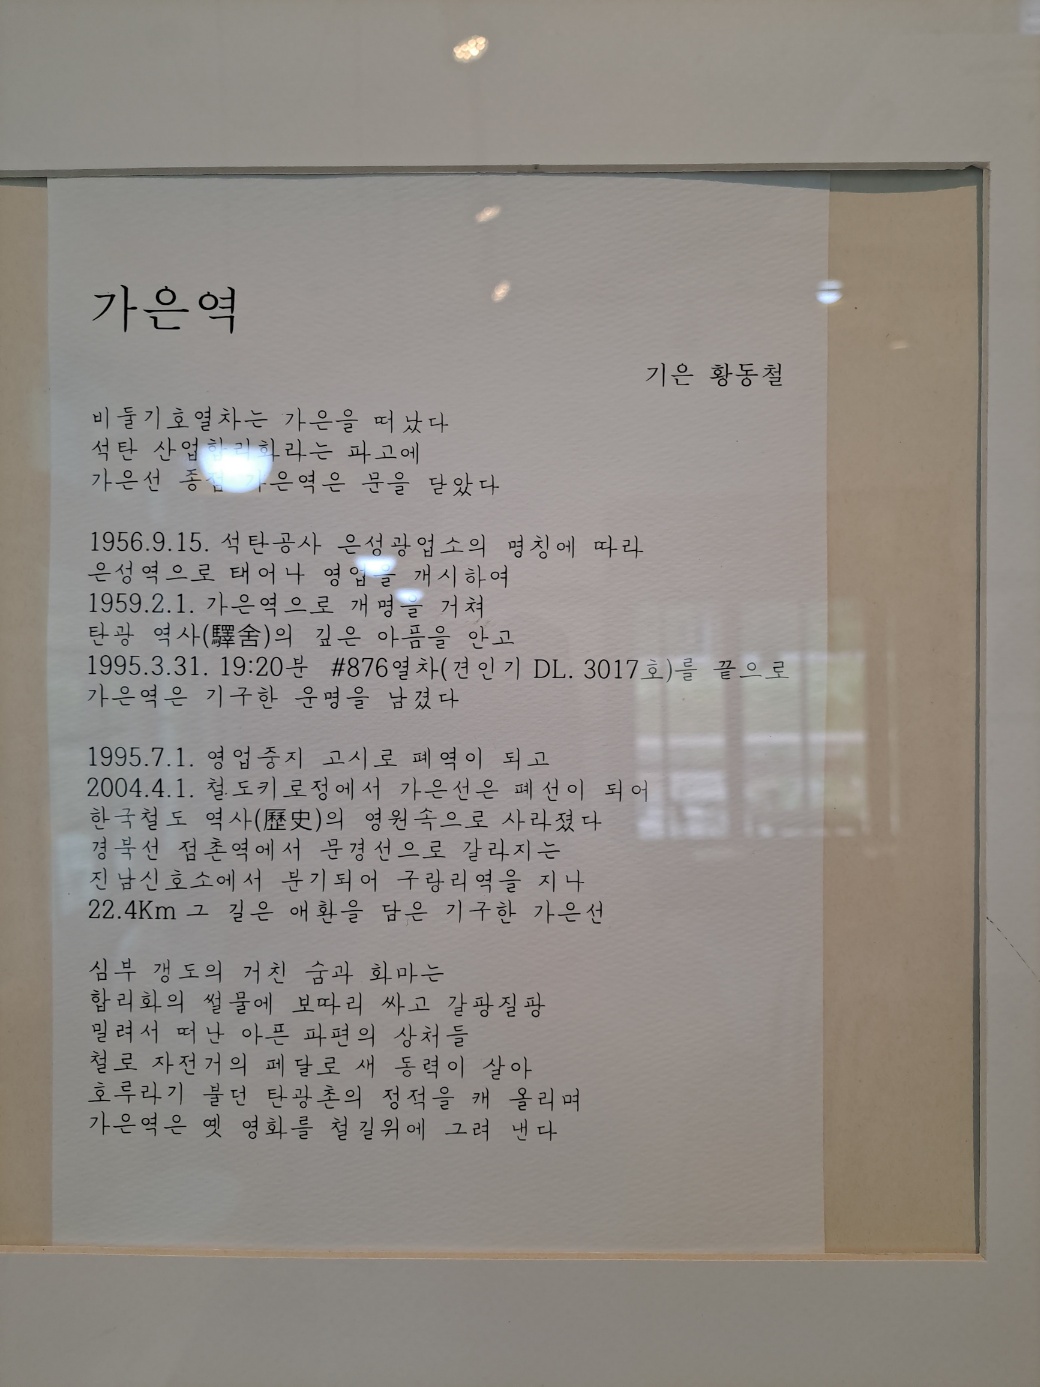 가은역
기은 황동철
비둘기호열차는 가은을 떠났다
석탄 산업합리화라는 파고에
가은선 종점 가은역은 문을 닫았다
1956.9.15. 석탄공사 은성광업소의 명칭에 따라
은성역으로 태어나 영업을 개시하여
1959.2.1. 가은역으로 개명을 거쳐
탄광 역사(驛舍)의 깊은 아픔을 안고
1995.3.31. 19:20분 #876열차(견인기 DL. 3017호)를 끝으로
가은역은 기구한 운명을 남겼다
1995.7.1. 영업중지 고시로 폐역이 되고
2004.4.1. 철도키로정에서 가은선은 폐선이 되어
한국철도 역사(歷史)의 영원속으로 사라졌다
경북선 점촌역에서 문경선으로 갈라지는
진남신호소에서 분기되어 구랑리역을 지나
22.4Km 그 길은 애환을 담은 기구한 가은선
심부 갱도의 거친 숨과 화마는
합리화의 썰물에 보따리 싸고 갈팡질팡
밀려서 떠난 아픈 파편의 상처들
철로 자전거의 페달로 새 동력이 살아
호루라기 불던 탄광촌의 정적을 캐 올리며
가은역은 옛 영화를 철길위에 그려 낸다